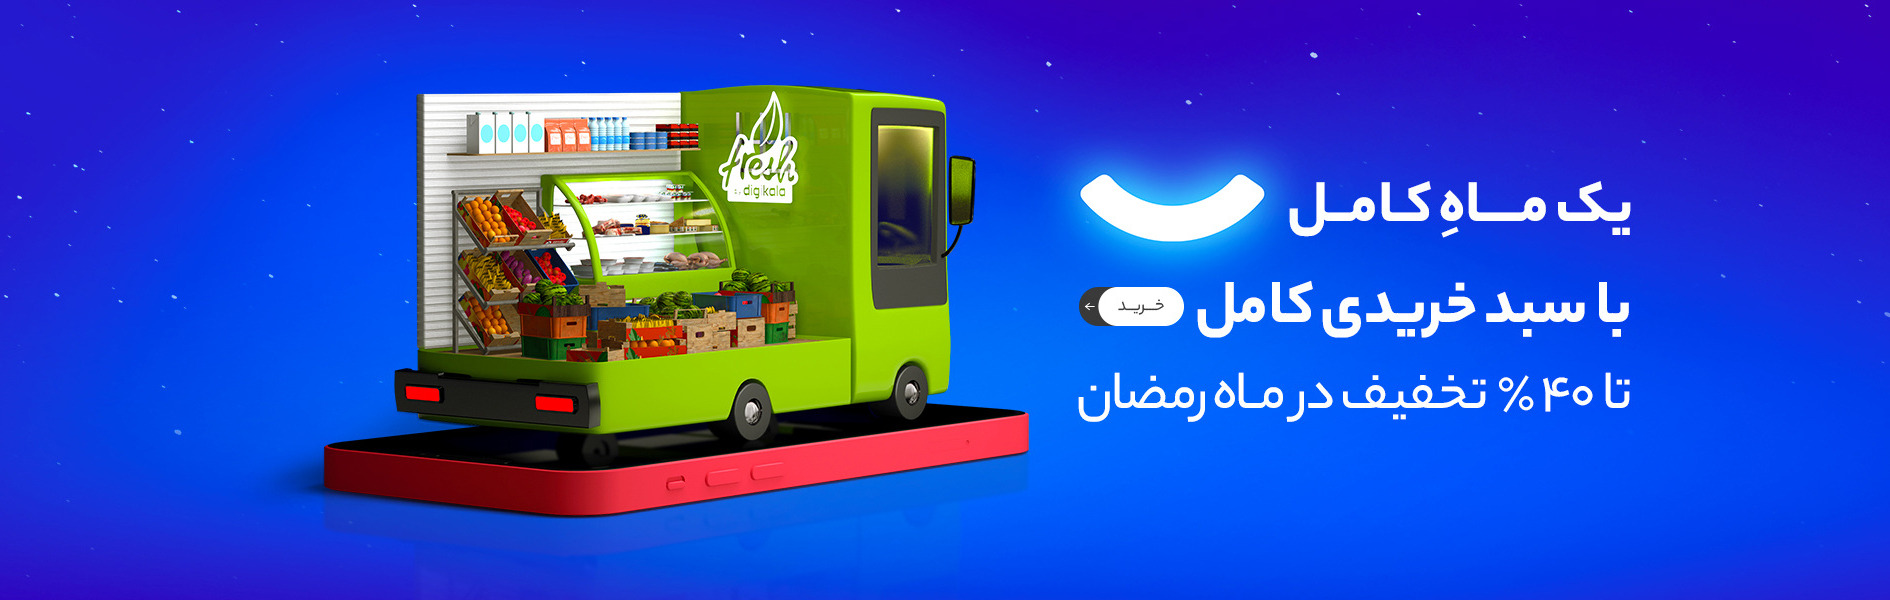 یک ماهِ کامل
با سبد خریدی کامل
خرید
تا ۴۰% تخفیف در ماه رمضان
fresh
digikala